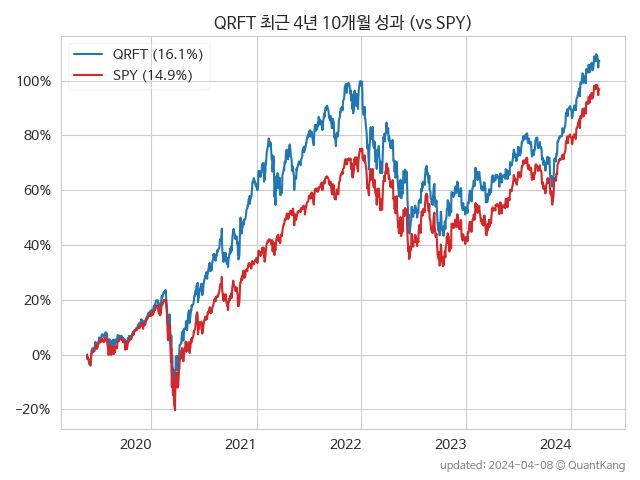 QRFT 최근 4년 10개월 성과 (vs SPY)
QRFT (16.1%)
SPY (14.9%)
100%
80%
60%
40%
20%
0%
−20%
2020 2021 2022 2023 2024
updated: 2024-04-08 © QuantKang